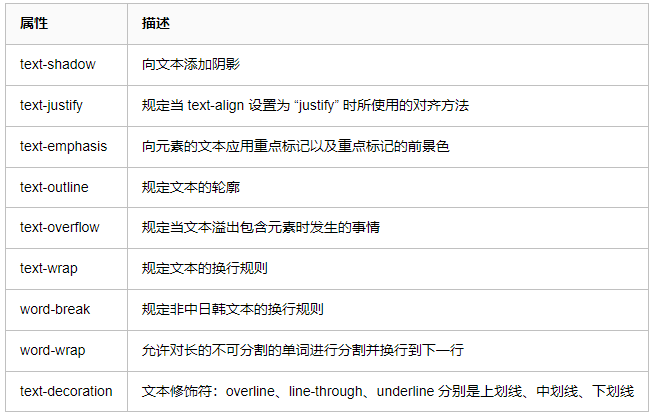 属性 描述
text-shadow 向文本添加阴影
text-justify 规定当 text-align 设置为 “justify” 时所使用的对齐方法
text-emphasis 向元素的文本应用重点标记以及重点标记的前景色
text-outline 规定文本的轮廓
text-overflow 规定当文本溢出包含元素时发生的事情
text-wrap 规定文本的换行规则
word-break 规定非中日韩文本的换行规则
word-wrap 允许对长的不可分割的单词进行分割并换行到下一行
text-decoration 文本修饰符：overline、line-through、underline 分别是上划线、中划线、下划线